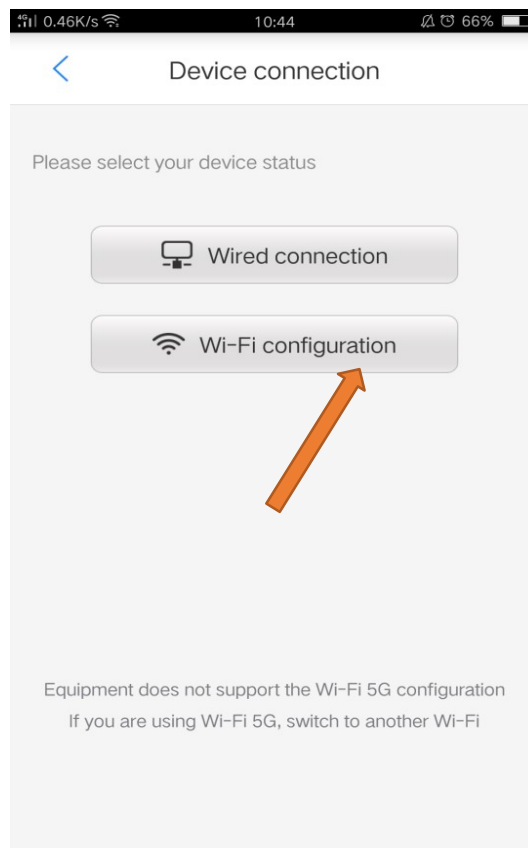 4G 0.46K/s 10:44 66%
Device connection
Please select your device status
Wired connection
Wi-Fi configuration
Equipment does not support the Wi-Fi 5G configuration
If you are using Wi-Fi 5G, switch to another Wi-Fi